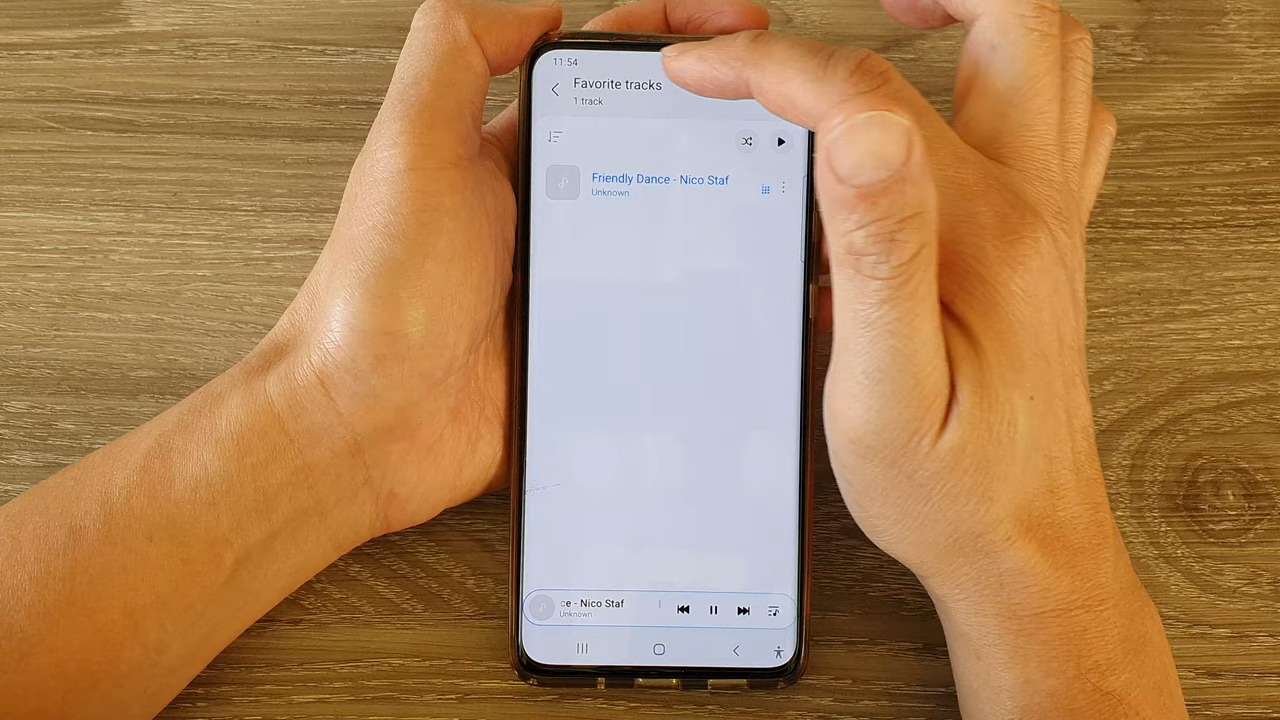 11:54
Favorite tracks
1 track
Friendly Dance - Nico Staf
Unknown
ce - Nico Staf
Unknown